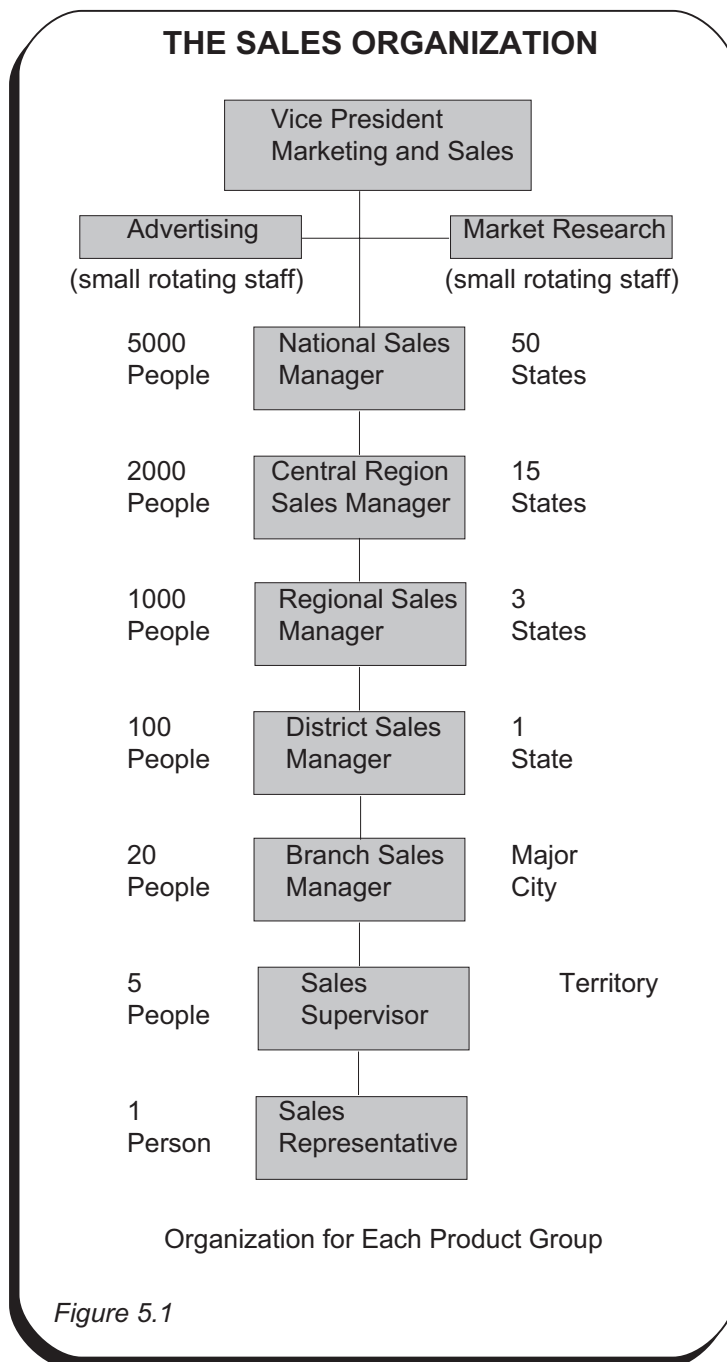 THE SALES ORGANIZATION
Vice President
Marketing and Sales
Advertising
(small rotating staff)
Market Research
(small rotating staff)
5000
People
National Sales
Manager
50
States
2000
People
Central Region
Sales Manager
15
States
1000
People
Regional Sales
Manager
3
States
100
People
District Sales
Manager
1
State
20
People
Branch Sales
Manager
Major
City
5
People
Sales
Supervisor
Territory
1
Person
Sales
Representative
Organization for Each Product Group
Figure 5.1